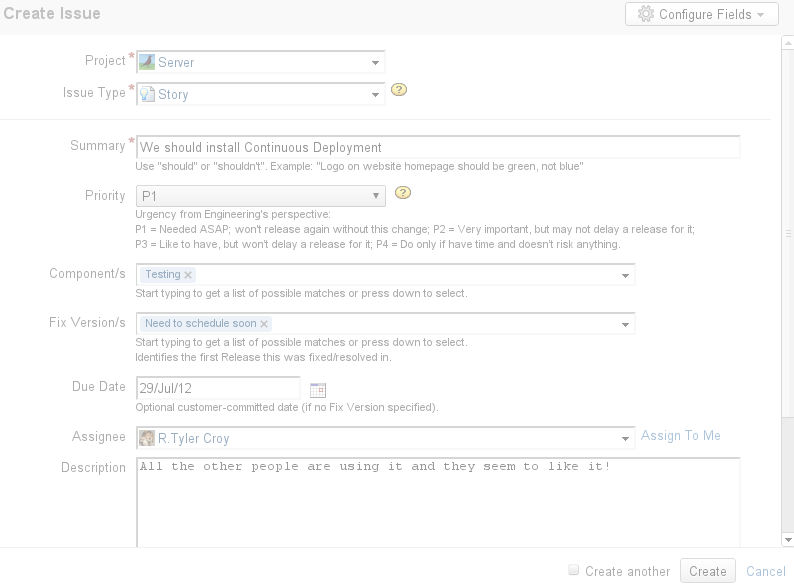 Create Issue
Configure Fields
Project * Server
Issue Type * Story ?
Summary * We should install Continuous Deployment
Use "should" or "shouldn't". Example: "Logo on website homepage should be green, not blue"
Priority P1 ?
Urgency from Engineering's perspective:
P1 = Needed ASAP; won't release again without this change; P2 = Very important, but may not delay a release for it;
P3 = Like to have, but won't delay a release for it; P4 = Do only if have time and doesn't risk anything.
Component/s Testing ×
Start typing to get a list of possible matches or press down to select.
Fix Version/s Need to schedule soon ×
Start typing to get a list of possible matches or press down to select.
Identifies the first Release this was fixed/resolved in.
Due Date 29/Jul/12
Optional customer-committed date (if no Fix Version specified).
Assignee R.Tyler Croy Assign To Me
Description All the other people are using it and they seem to like it!
Create another Create Cancel